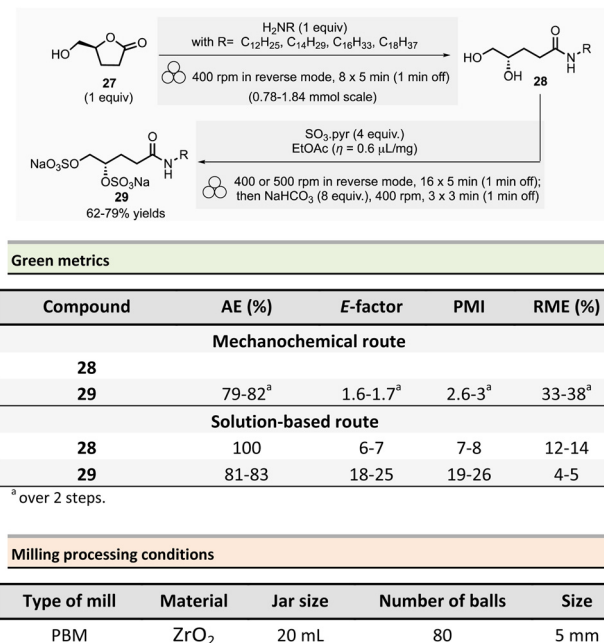 H₂NR (1 equiv)
with R= C₁₂H₂₅, C₁₄H₂₉, C₁₆H₃₃, C₁₈H₃₇
400 rpm in reverse mode, 8 x 5 min (1 min off)
(0.78-1.84 mmol scale)
HO
O
O
27
(1 equiv)
HO
OH
O
N
H
R
28
SO₃.pyr (4 equiv.)
EtOAc (η = 0.6 μL/mg)
400 or 500 rpm in reverse mode, 16 x 5 min (1 min off);
then NaHCO₃ (8 equiv.), 400 rpm, 3 x 3 min (1 min off)
NaO₃SO
OSO₃Na
O
N
H
R
29
62-79% yields
Green metrics
Compound AE (%) E-factor PMI RME (%)
Mechanochemical route
28
29 79-82ᵃ 1.6-1.7ᵃ 2.6-3ᵃ 33-38ᵃ
Solution-based route
28 100 6-7 7-8 12-14
29 81-83 18-25 19-26 4-5
ᵃ over 2 steps.
Milling processing conditions
Type of mill Material Jar size Number of balls Size
PBM ZrO₂ 20 mL 80 5 mm